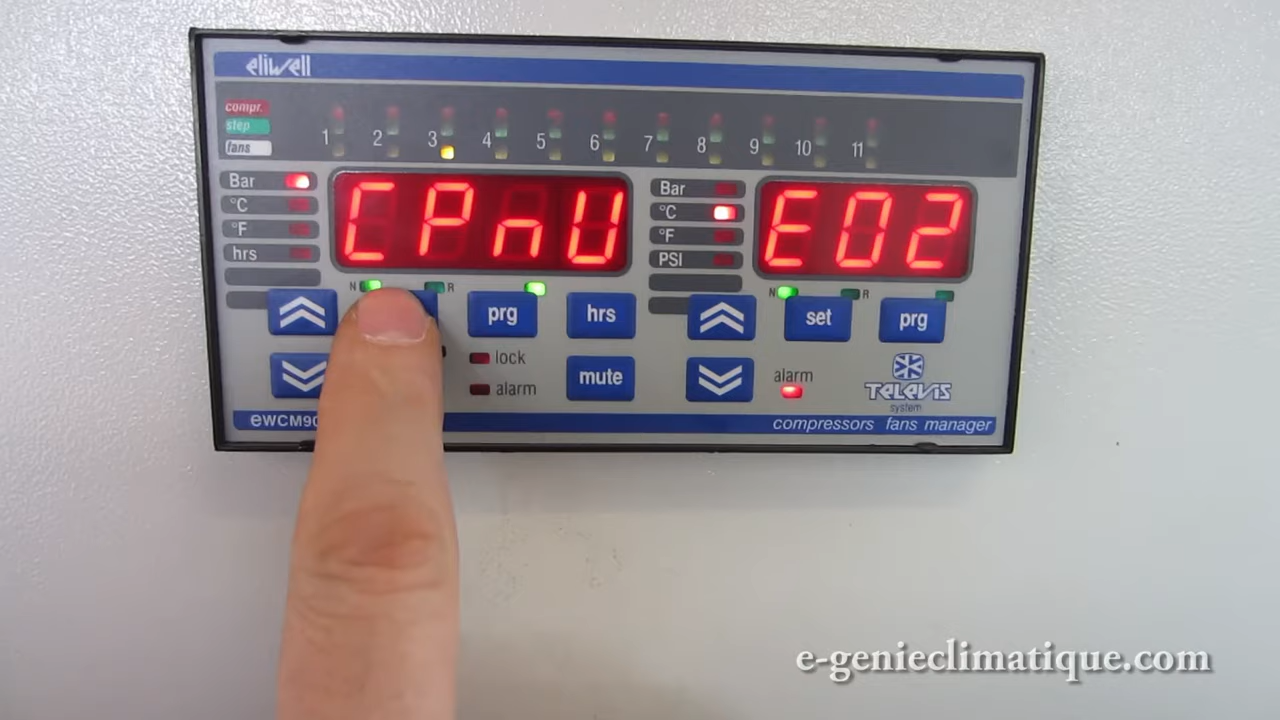 eliwell
compr.
step
fans
1 2 3 4 5 6 7 8 9 10 11
Bar
°C
°F
hrs
CPnU
Bar
°C
°F
PSI
E02
N R
prg hrs
N R
set prg
lock
alarm
mute
alarm
TELEVIS
system
eWCM90
compressors fans manager
e-genieclimatique.com